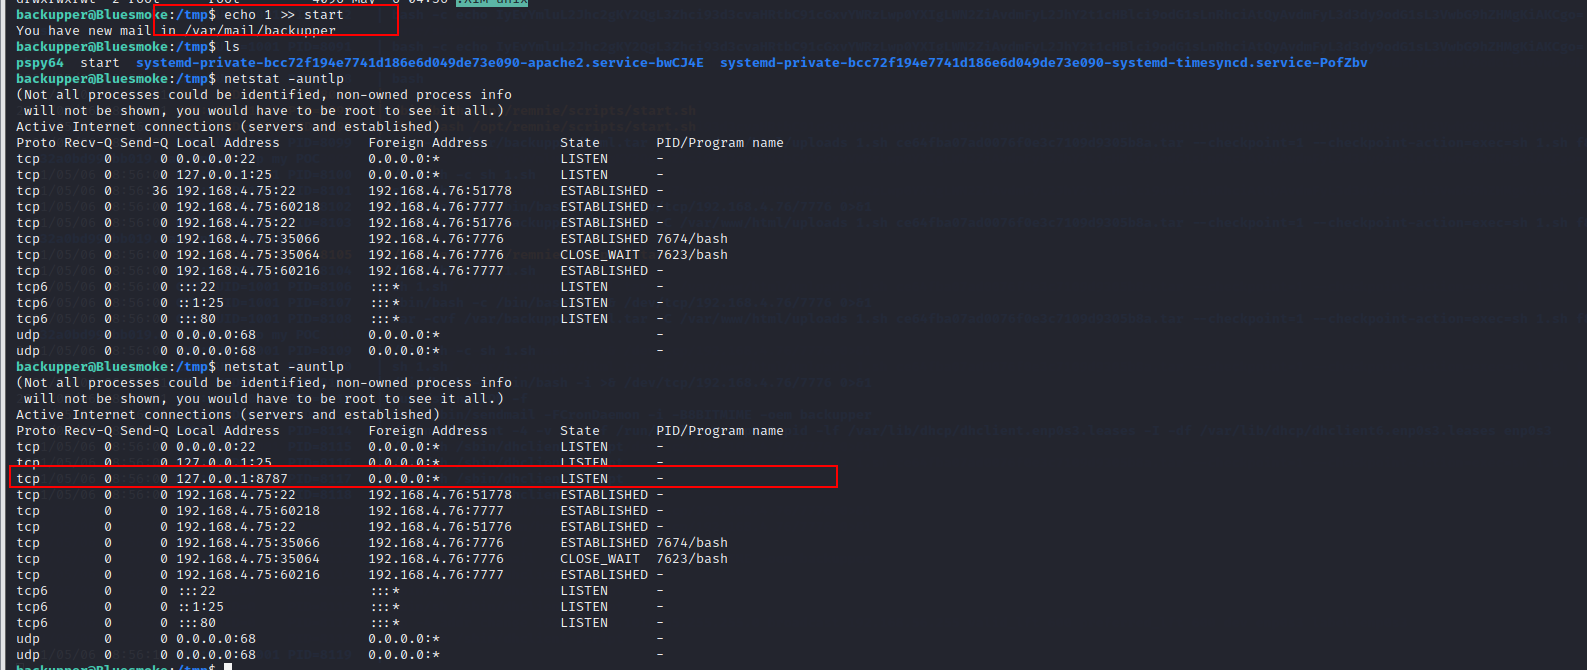 backupper@Bluesmoke:/tmp$ echo 1 >> start
You have new mail in /var/mail/backupper
backupper@Bluesmoke:/tmp$ ls
pspy64  start  systemd-private-bcc72f194e7741d186e6d049de73e090-apache2.service-bwCJ4E  systemd-private-bcc72f194e7741d186e6d049de73e090-systemd-timesyncd.service-PofZbv
backupper@Bluesmoke:/tmp$ netstat -auntlp
(Not all processes could be identified, non-owned process info
 will not be shown, you would have to be root to see it all.)
Active Internet connections (servers and established)
Proto Recv-Q Send-Q Local Address           Foreign Address         State       PID/Program name
tcp        0      0 0.0.0.0:22              0.0.0.0:*               LISTEN      -
tcp        0      0 127.0.0.1:25            0.0.0.0:*               LISTEN      -
tcp        0     36 192.168.4.75:22         192.168.4.76:51778      ESTABLISHED -
tcp        0      0 192.168.4.75:60218      192.168.4.76:7777       ESTABLISHED -
tcp        0      0 192.168.4.75:22         192.168.4.76:51776      ESTABLISHED -
tcp        0      0 192.168.4.75:35066      192.168.4.76:7776       ESTABLISHED 7674/bash
tcp        0      0 192.168.4.75:35064      192.168.4.76:7776       CLOSE_WAIT  7623/bash
tcp        0      0 192.168.4.75:60216      192.168.4.76:7777       ESTABLISHED -
tcp6       0      0 :::22                   :::*                    LISTEN      -
tcp6       0      0 ::1:25                  :::*                    LISTEN      -
tcp6       0      0 :::80                   :::*                    LISTEN      -
udp        0      0 0.0.0.0:68              0.0.0.0:*                           -
udp        0      0 0.0.0.0:68              0.0.0.0:*                           -
backupper@Bluesmoke:/tmp$ netstat -auntlp
(Not all processes could be identified, non-owned process info
 will not be shown, you would have to be root to see it all.)
Active Internet connections (servers and established)
Proto Recv-Q Send-Q Local Address           Foreign Address         State       PID/Program name
tcp        0      0 0.0.0.0:22              0.0.0.0:*               LISTEN      -
tcp        0      0 127.0.0.1:25            0.0.0.0:*               LISTEN      -
tcp        0      0 127.0.0.1:8787          0.0.0.0:*               LISTEN      -
tcp        0      0 192.168.4.75:22         192.168.4.76:51778      ESTABLISHED -
tcp        0      0 192.168.4.75:60218      192.168.4.76:7777       ESTABLISHED -
tcp        0      0 192.168.4.75:22         192.168.4.76:51776      ESTABLISHED -
tcp        0      0 192.168.4.75:35066      192.168.4.76:7776       ESTABLISHED 7674/bash
tcp        0      0 192.168.4.75:35064      192.168.4.76:7776       CLOSE_WAIT  7623/bash
tcp        0      0 192.168.4.75:60216      192.168.4.76:7777       ESTABLISHED -
tcp6       0      0 :::22                   :::*                    LISTEN      -
tcp6       0      0 ::1:25                  :::*                    LISTEN      -
tcp6       0      0 :::80                   :::*                    LISTEN      -
udp        0      0 0.0.0.0:68              0.0.0.0:*                           -
udp        0      0 0.0.0.0:68              0.0.0.0:*                           -
backupper@Bluesmoke:/tmp$